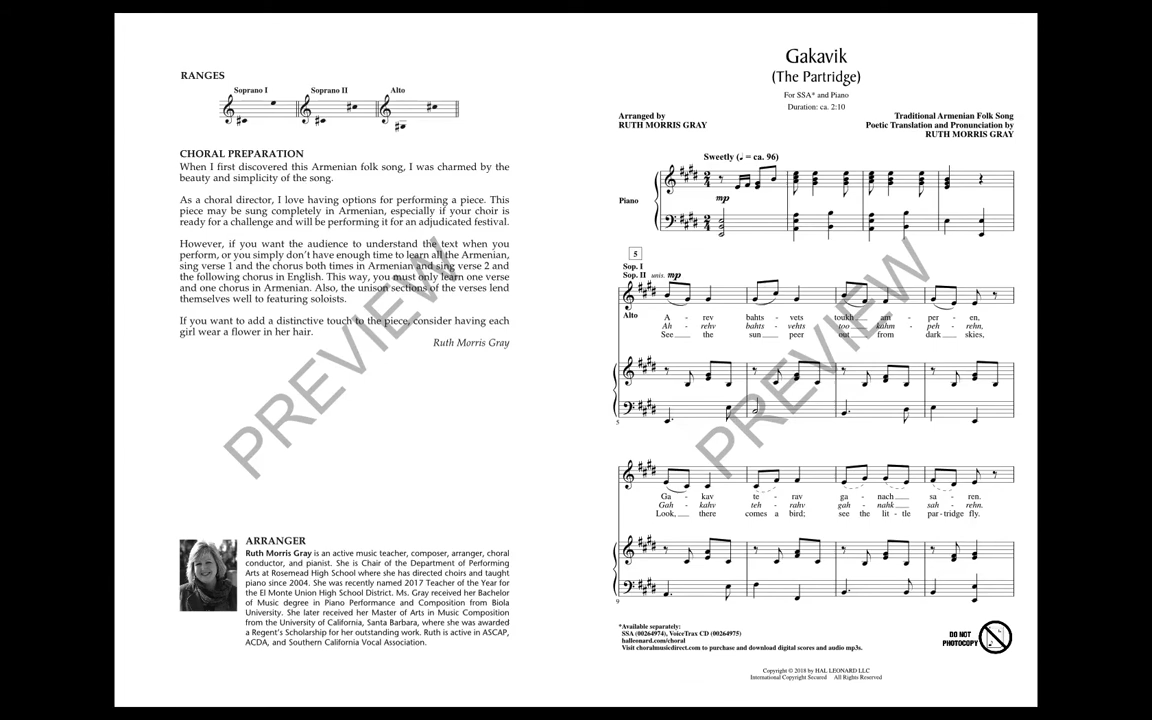 RANGES
Soprano I
Soprano II
Alto
CHORAL PREPARATION
When I first discovered this Armenian folk song, I was charmed by the
beauty and simplicity of the song.
As a choral director, I love having options for performing a piece. This
piece may be sung completely in Armenian, especially if your choir is
ready for a challenge and will be performing it for an adjudicated festival.
However, if you want the audience to understand the text when you
perform, or you simply don't have enough time to learn all the Armenian,
sing verse 1 and the chorus both times in Armenian and sing verse 2 and
the following chorus in English. This way, you must only learn one verse
and one chorus in Armenian. Also, the unison sections of the verses lend
themselves well to featuring soloists.
If you want to add a distinctive touch to the piece, consider having each
girl wear a flower in her hair.
Ruth Morris Gray
PREVIEW
ARRANGER
Ruth Morris Gray is an active music teacher, composer, arranger, choral
conductor, and pianist. She is Chair of the Department of Performing
Arts at Rosemead High School where she has directed choirs and taught
piano since 2004. She was recently named 2017 Teacher of the Year for
the El Monte Union High School District. Ms. Gray received her Bachelor
of Music degree in Piano Performance and Composition from Biola
University. She later received her Master of Arts in Music Composition
from the University of California, Santa Barbara, where she was awarded
a Regent's Scholarship for her outstanding work. Ruth is active in ASCAP,
ACDA, and Southern California Vocal Association.
Gakavik
(The Partridge)
For SSA* and Piano
Duration: ca. 2:10
Arranged by
RUTH MORRIS GRAY
Traditional Armenian Folk Song
Poetic Translation and Pronunciation by
RUTH MORRIS GRAY
Sweetly (♩ = ca. 96)
Piano
mp
5
Sop. I
Sop. II unis. mp
Alto
A - rev bahts - vets toukh am - per - en,
Ah - rehv bahts - vehts too - kahm - peh - rehn,
See the sun peer out from dark skies,
5
Ga - kav te - rav ga - nach sa - ren.
Gah - kahv teh - rahv gah - nahk sah - rehn.
Look, there comes a bird; see the lit - tle par - tridge fly.
9
PREVIEW
*Available separately:
SSA (00264974), VoiceTrax CD (00264975)
halleonard.com/choral
Visit choralmusicdirect.com to purchase and download digital scores and audio mp3s.
DO NOT
PHOTOCOPY
Copyright © 2018 by HAL LEONARD LLC
International Copyright Secured All Rights Reserved